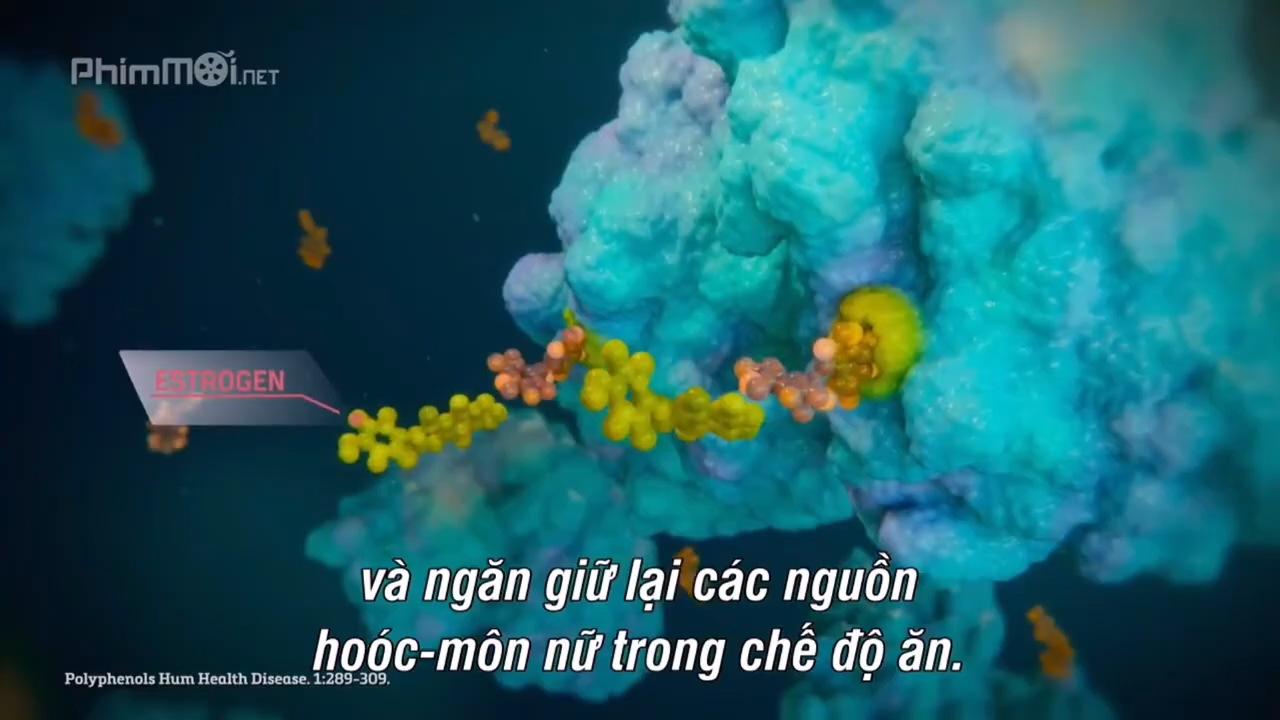 PhimMớI.NET
ESTROGEN
và ngăn giữ lại các nguồn
hoóc-môn nữ trong chế độ ăn.
Polyphenols Hum Health Disease. 1:289-309.